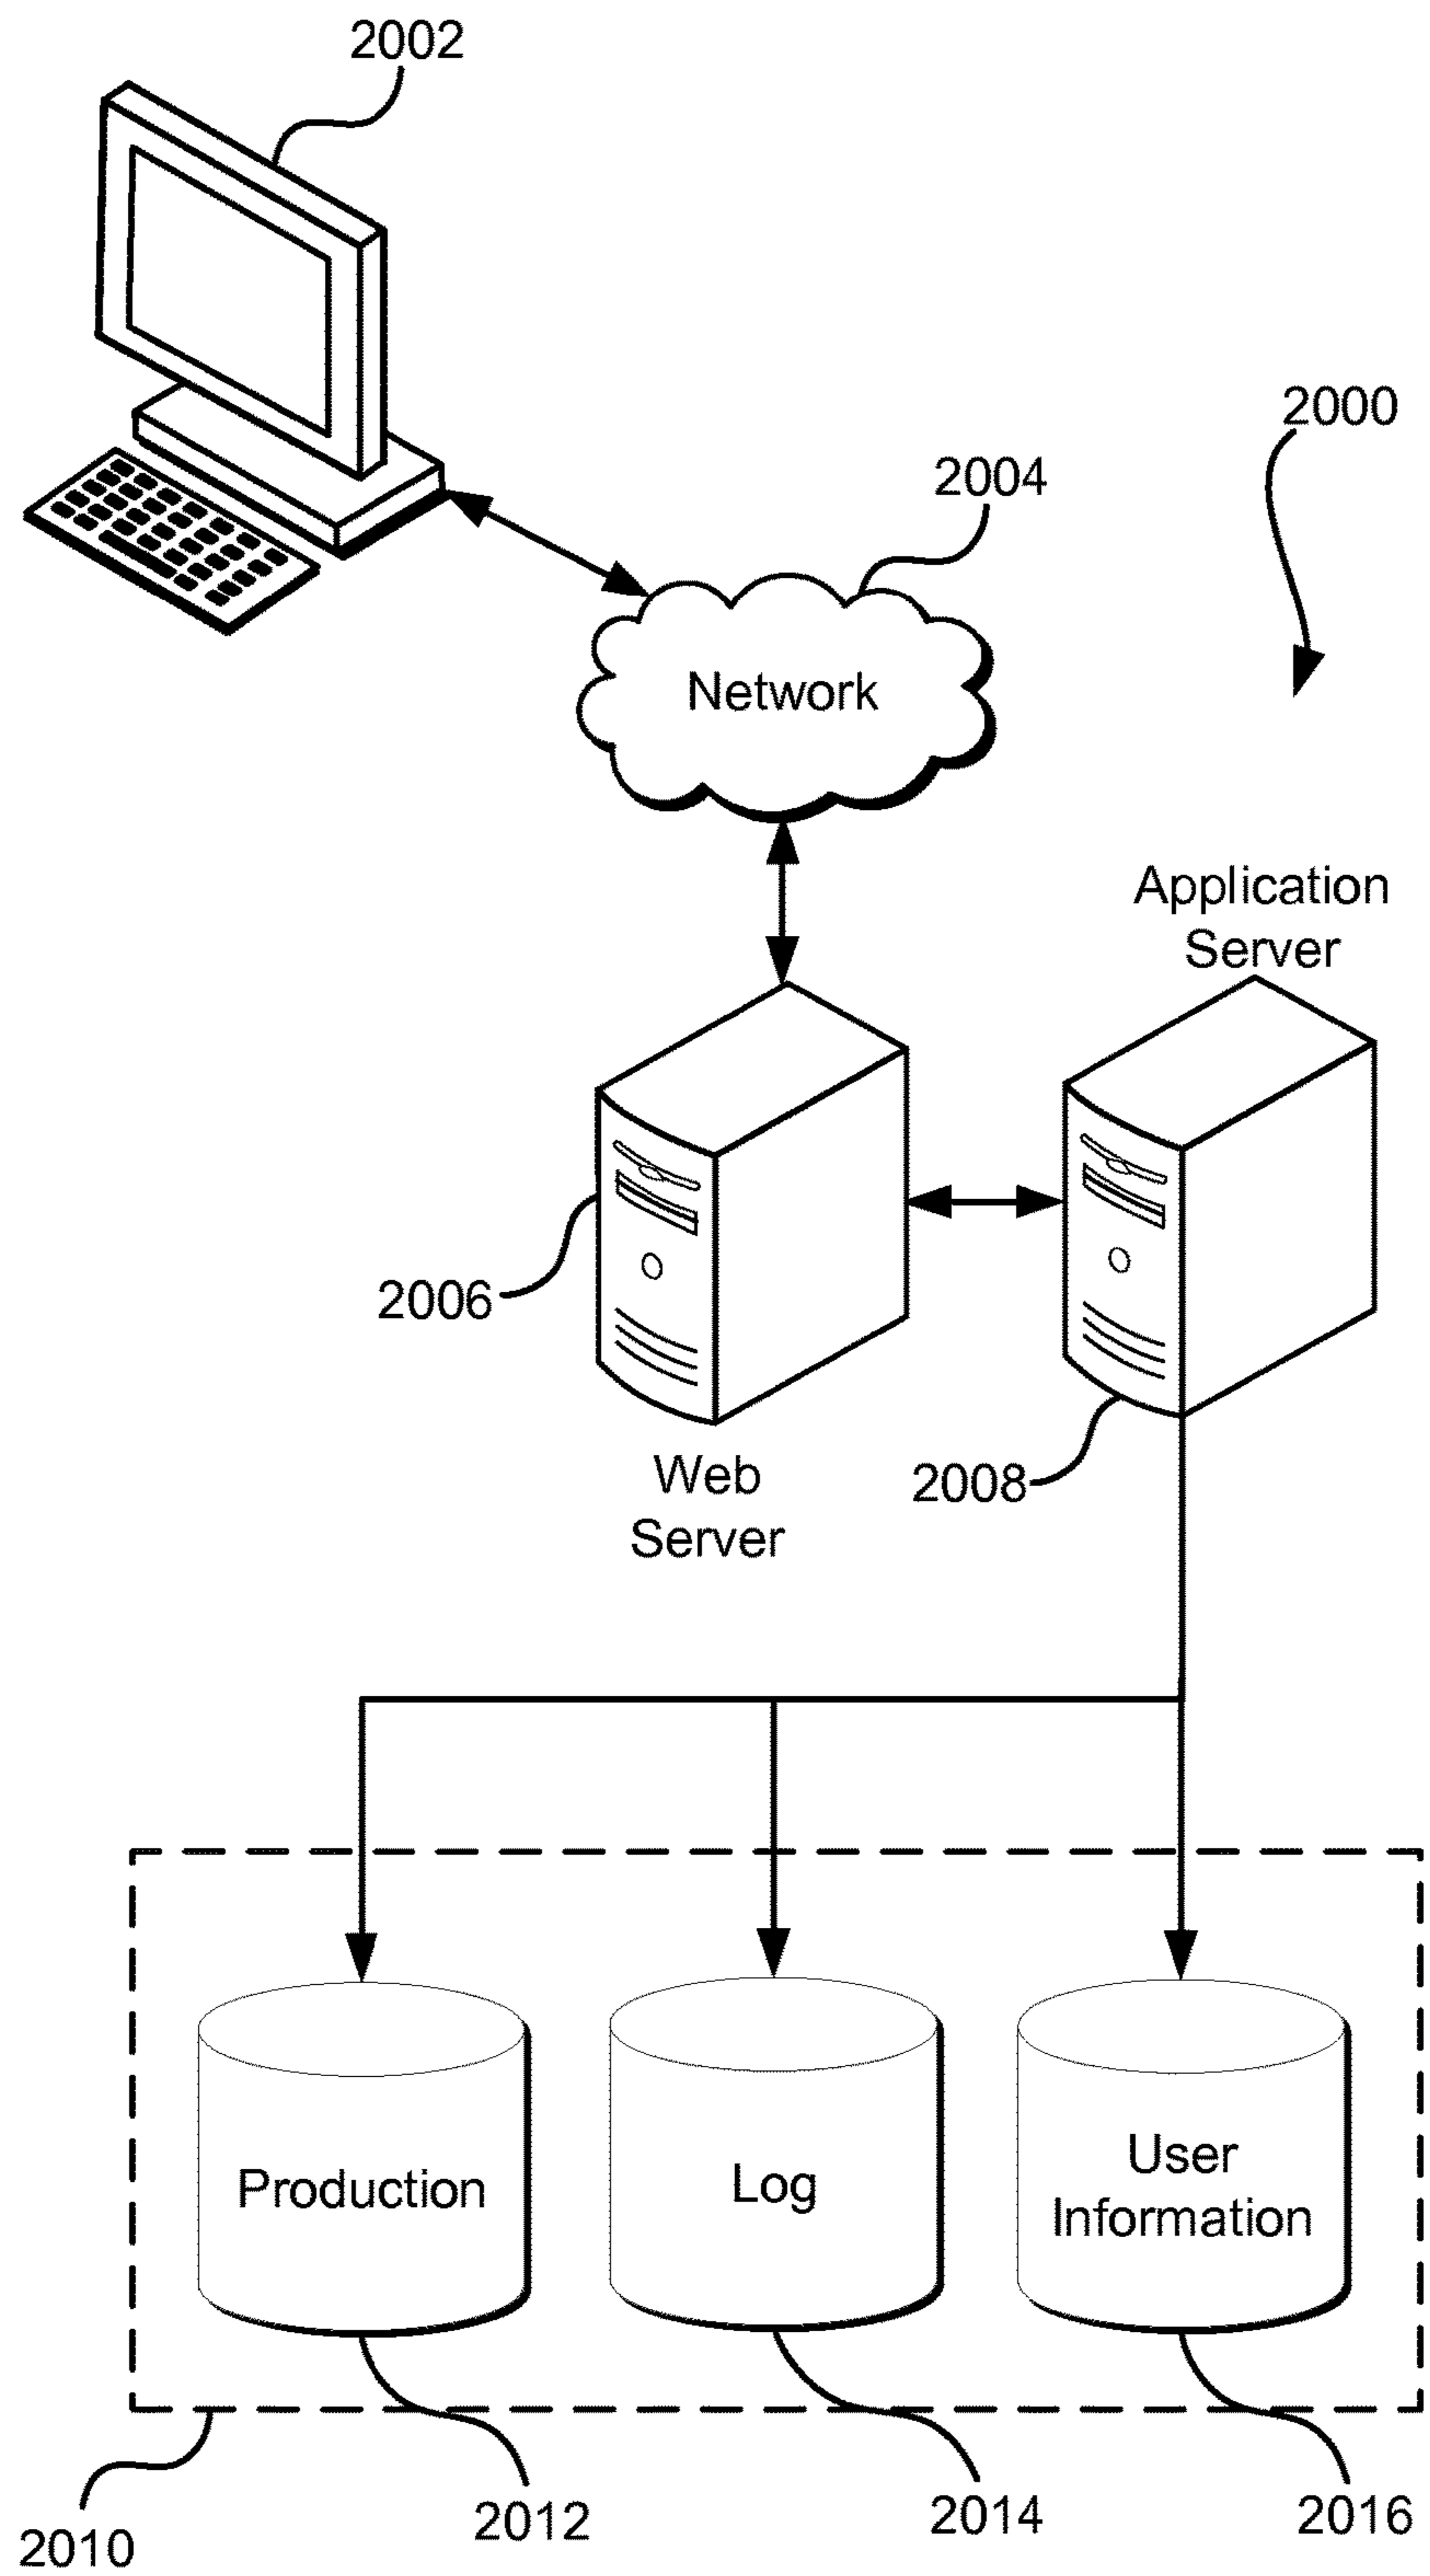 2002
2000
2004
Network
Application
Server
2006
Web
Server
2008
Production
Log
User
Information
2010
2012
2014
2016